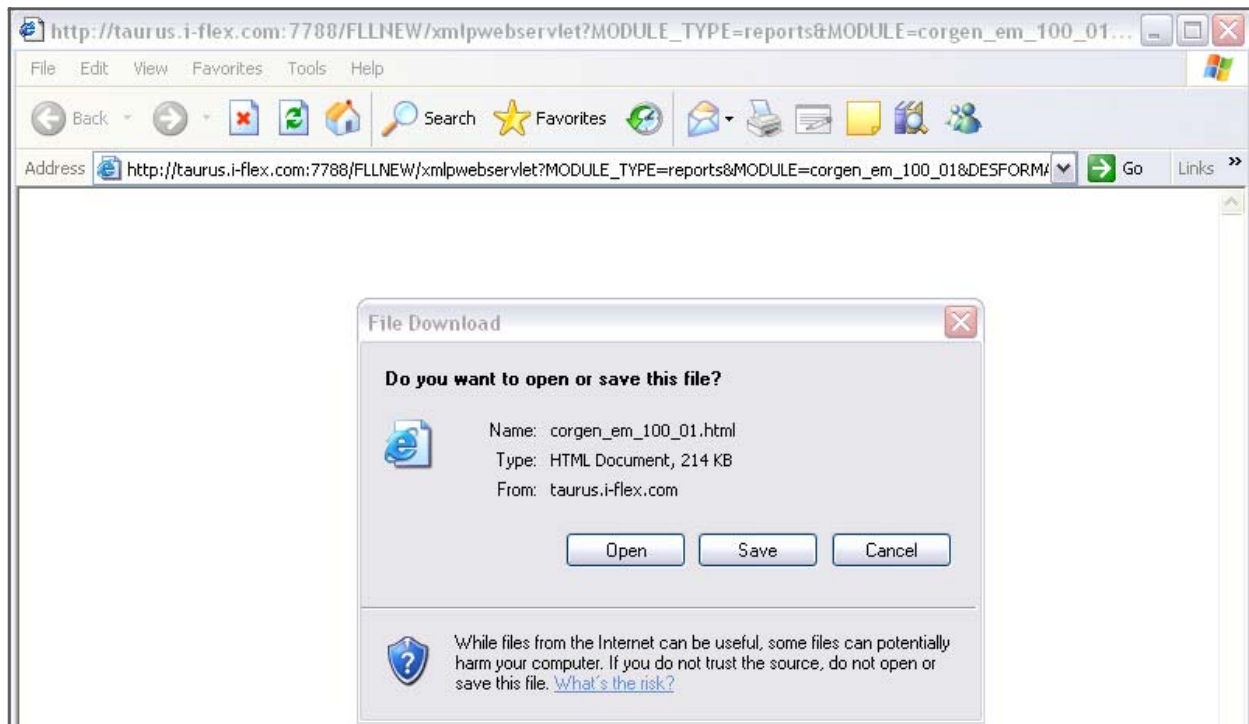 http://taurus.i-flex.com:7788/FLLNEW/xmlpwebservlet?MODULE_TYPE=reports&MODULE=corgen_em_100_01...
File Edit View Favorites Tools Help
Back Search Favorites
Address http://taurus.i-flex.com:7788/FLLNEW/xmlpwebservlet?MODULE_TYPE=reports&MODULE=corgen_em_100_01&DESFORMA Go Links »
File Download
Do you want to open or save this file?
Name: corgen_em_100_01.html
Type: HTML Document, 214 KB
From: taurus.i-flex.com
Open Save Cancel
While files from the Internet can be useful, some files can potentially
harm your computer. If you do not trust the source, do not open or
save this file. What's the risk?